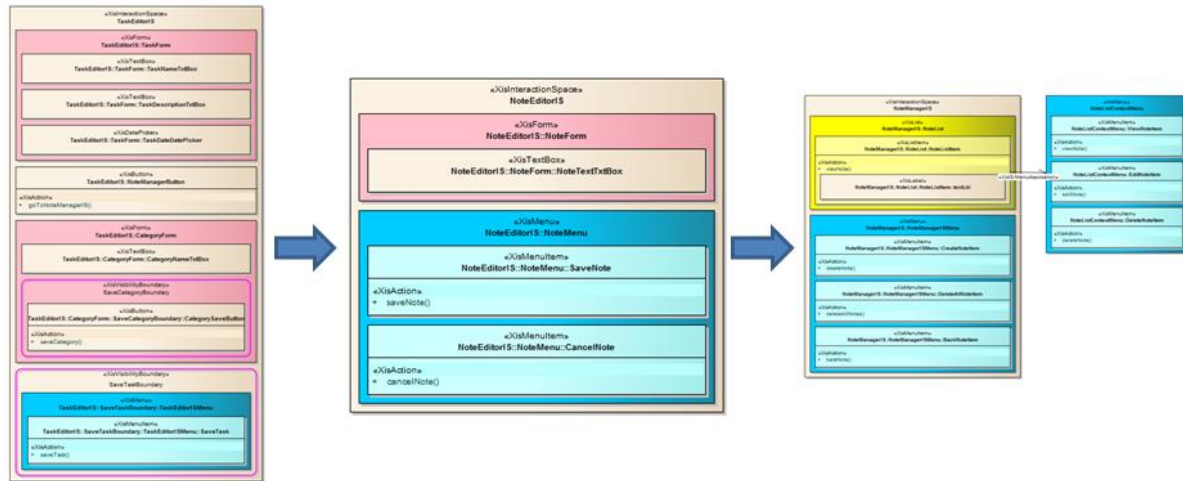 «XisInteractionSpace»
TaskEditorIS
«XisForm»
TaskEditorIS::TaskForm
«XisTextBox»
TaskEditorIS::TaskForm::TaskNameTxtBox
«XisTextBox»
TaskEditorIS::TaskForm::TaskDescriptionTxtBox
«XisDatePicker»
TaskEditorIS::TaskForm::TaskDateDatePicker
«XisButton»
TaskEditorIS::NoteManagerButton
«XisAction»
+ goToNoteManagerIS()
«XisForm»
TaskEditorIS::CategoryForm
«XisTextBox»
TaskEditorIS::CategoryForm::CategoryNameTxtBox
«XisVisibilityBoundary»
SaveCategoryBoundary
«XisButton»
TaskEditorIS::CategoryForm::SaveCategoryBoundary::CategorySaveButton
«XisAction»
+ saveCategory()
«XisVisibilityBoundary»
SaveTaskBoundary
«XisMenu»
TaskEditorIS::SaveTaskBoundary::TaskEditorISMenu
«XisMenuItem»
TaskEditorIS::SaveTaskBoundary::TaskEditorISMenu::SaveTask
«XisAction»
+ saveTask()
«XisInteractionSpace»
NoteEditorIS
«XisForm»
NoteEditorIS::NoteForm
«XisTextBox»
NoteEditorIS::NoteForm::NoteTextTxtBox
«XisMenu»
NoteEditorIS::NoteMenu
«XisMenuItem»
NoteEditorIS::NoteMenu::SaveNote
«XisAction»
+ saveNote()
«XisMenuItem»
NoteEditorIS::NoteMenu::CancelNote
«XisAction»
+ cancelNote()
«XisInteractionSpace»
NoteManagerIS
«XisList»
NoteManagerIS::NoteList
«XisListItem»
NoteManagerIS::NoteList::NoteListItem
«XisAction»
+ viewNote()
«XisLabel»
NoteManagerIS::NoteList::NoteListItem::textLbl
«XisMenu»
NoteManagerIS::NoteManagerISMenu
«XisMenuItem»
NoteManagerIS::NoteManagerISMenu::CreateNoteItem
«XisAction»
+ createNote()
«XisMenuItem»
NoteManagerIS::NoteManagerISMenu::DeleteAllNoteItem
«XisAction»
+ deleteAllNotes()
«XisMenuItem»
NoteManagerIS::NoteManagerISMenu::BackNoteItem
«XisAction»
+ backNote()
«XisMenu»
NoteListContextMenu
«XisMenuItem»
NoteListContextMenu::ViewNoteItem
«XisAction»
+ viewNote()
«XisMenuItem»
NoteListContextMenu::EditNoteItem
«XisAction»
+ editNote()
«XisMenuItem»
NoteListContextMenu::DeleteNoteItem
«XisAction»
+ deleteNote()